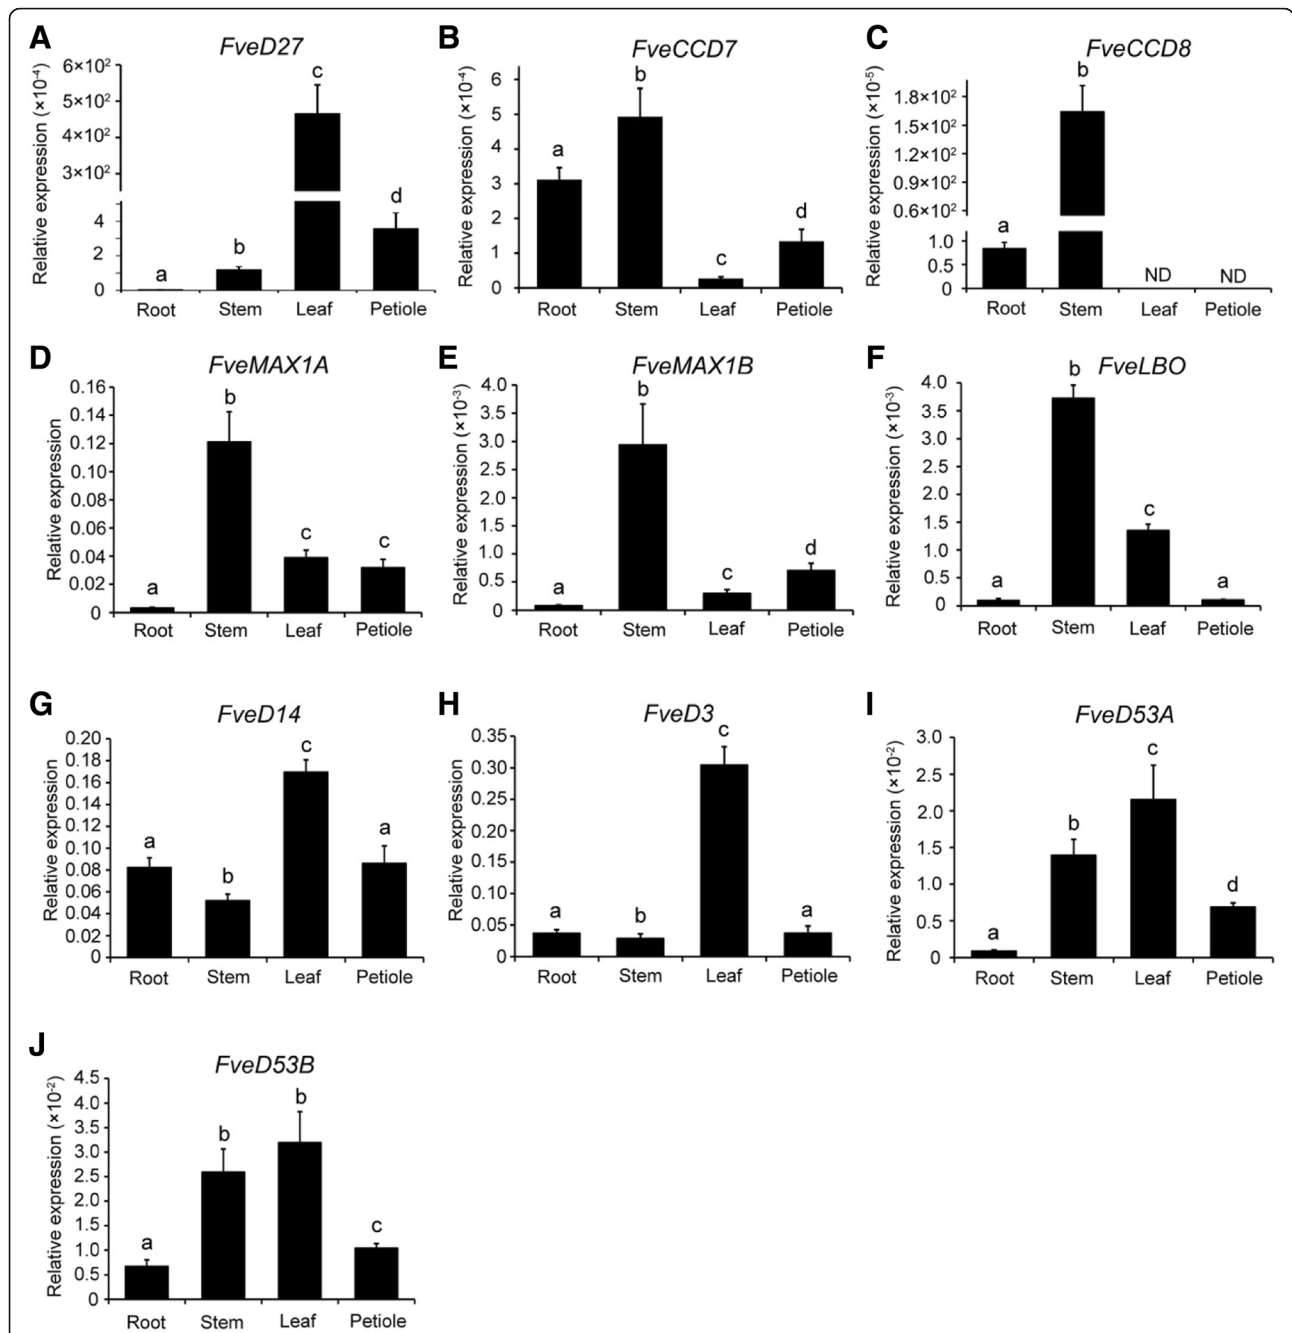 A
FveD27
Relative expression (×10⁻⁴)
6×10²
5×10²
4×10²
3×10²
4
2
0
a
b
c
d
Root Stem Leaf Petiole
B
FveCCD7
Relative expression (×10⁻⁴)
6
5
4
3
2
1
0
a
b
c
d
Root Stem Leaf Petiole
C
FveCCD8
Relative expression (×10⁻⁵)
1.8×10²
1.5×10²
1.2×10²
0.9×10²
0.6×10²
1.0
0.5
0
a
b
ND
ND
Root Stem Leaf Petiole
D
FveMAX1A
Relative expression
0.16
0.14
0.12
0.10
0.08
0.06
0.04
0.02
0
a
b
c
c
Root Stem Leaf Petiole
E
FveMAX1B
Relative expression (×10⁻³)
4.0
3.5
3.0
2.5
2.0
1.5
1.0
0.5
0
a
b
c
d
Root Stem Leaf Petiole
F
FveLBO
Relative expression (×10⁻³)
4.0
3.5
3.0
2.5
2.0
1.5
1.0
0.5
0
a
b
c
a
Root Stem Leaf Petiole
G
FveD14
Relative expression
0.20
0.18
0.16
0.14
0.12
0.10
0.08
0.06
0.04
0.02
0
a
b
c
a
Root Stem Leaf Petiole
H
FveD3
Relative expression
0.35
0.30
0.25
0.20
0.15
0.10
0.05
0
a
b
c
a
Root Stem Leaf Petiole
I
FveD53A
Relative expression (×10⁻²)
3.0
2.5
2.0
1.5
1.0
0.5
0
a
b
c
d
Root Stem Leaf Petiole
J
FveD53B
Relative expression (×10⁻²)
4.5
4.0
3.5
3.0
2.5
2.0
1.5
1.0
0.5
0
a
b
b
c
Root Stem Leaf Petiole